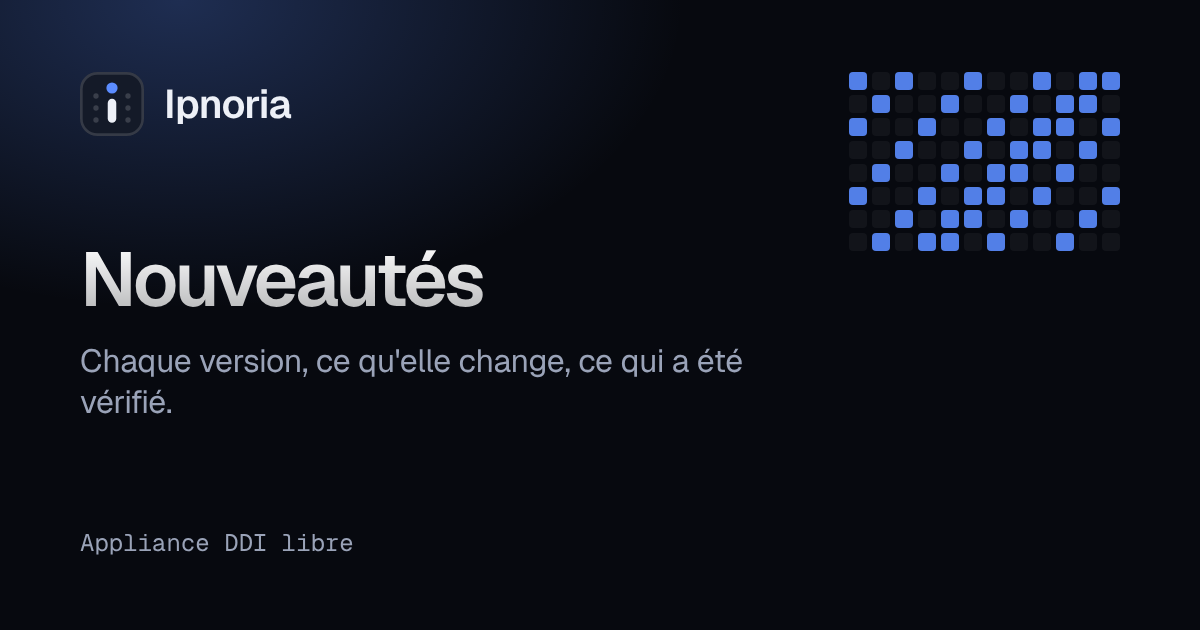 Ipnoria
Nouveautés
Chaque version, ce qu'elle change, ce qui a été
vérifié.
Appliance DDI libre